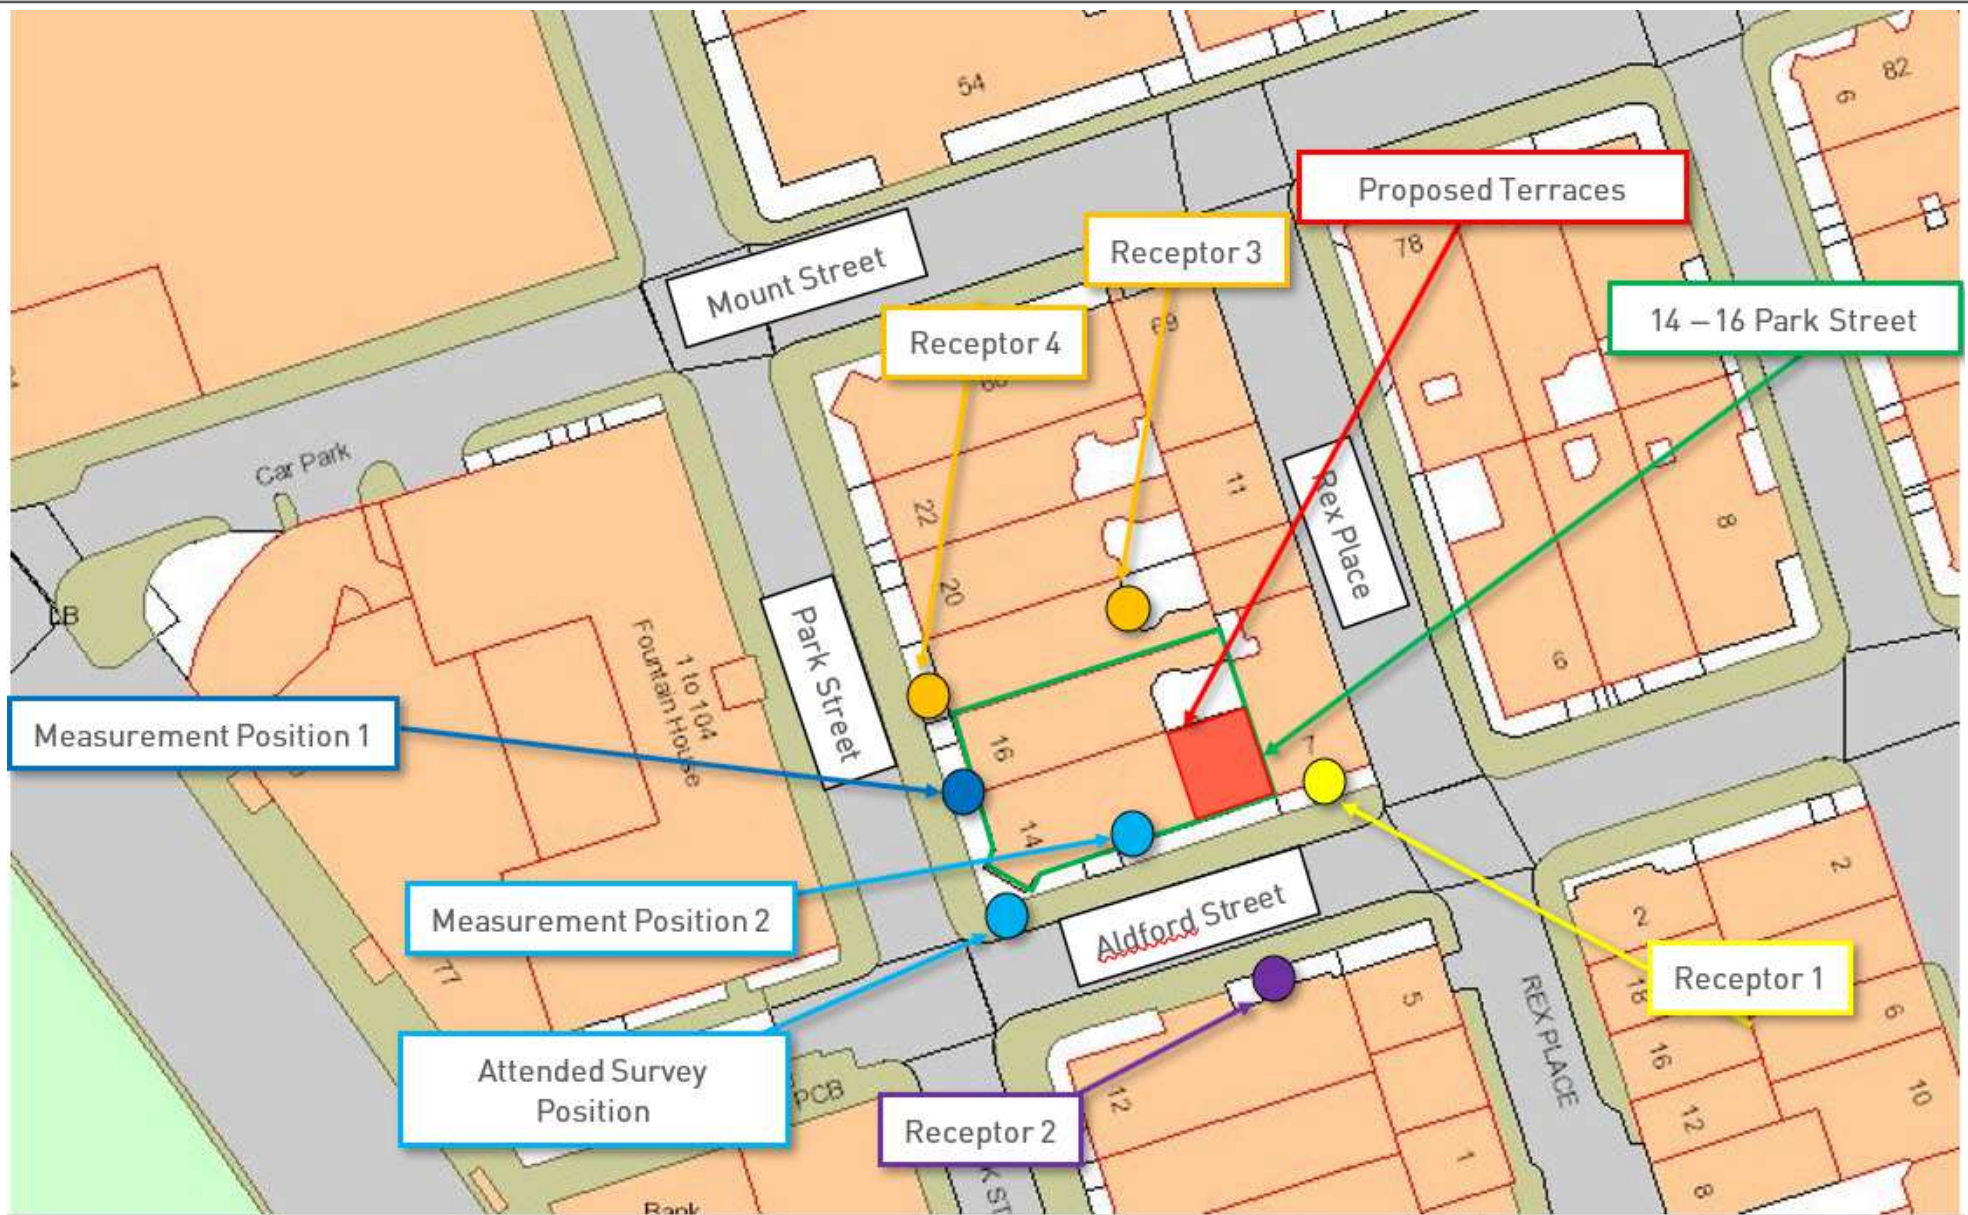 54
82
6
Proposed Terraces
Receptor 3
78
Mount Street
14 – 16 Park Street
69
Receptor 4
Car Park
11
Rex Place
22
8
20
LB
Park Street
1 to 104
Fountain House
6
Measurement Position 1
16
7
14
2
2
Measurement Position 2
Aldford Street
77
Receptor 1
18
5
6
REX PLACE
Attended Survey
Position
16
PCB
12
10
12
Receptor 2
1
8
K ST
Bank